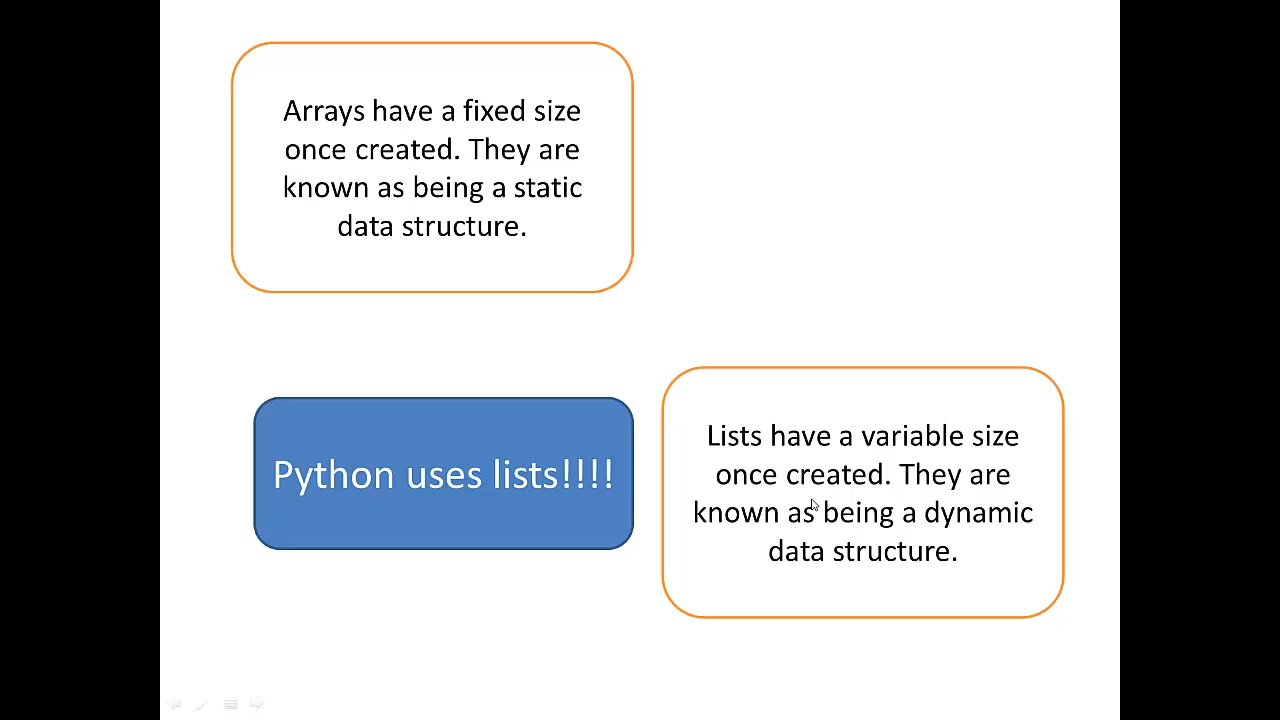 Arrays have a fixed size
once created. They are
known as being a static
data structure.
Python uses lists!!!!
Lists have a variable size
once created. They are
known as being a dynamic
data structure.